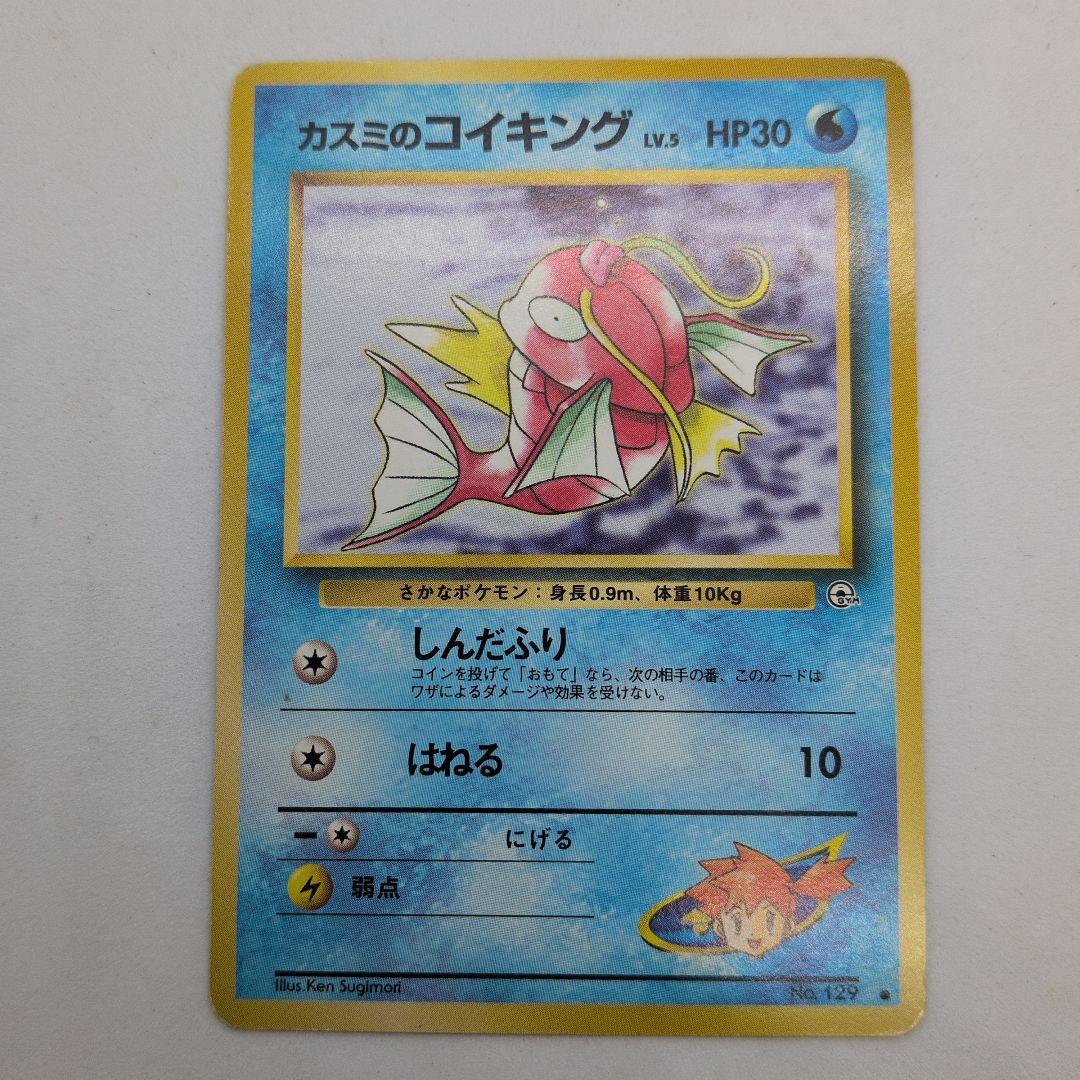 カスミのコイキング LV.5 HP30
さかなポケモン：身長0.9m、体重10Kg
GYM
しんだふり
コインを投げて「おもて」なら、次の相手の番、このカードは
ワザによるダメージや効果を受けない。
はねる 10
ー にげる
弱点
Illus.Ken Sugimori No. 129